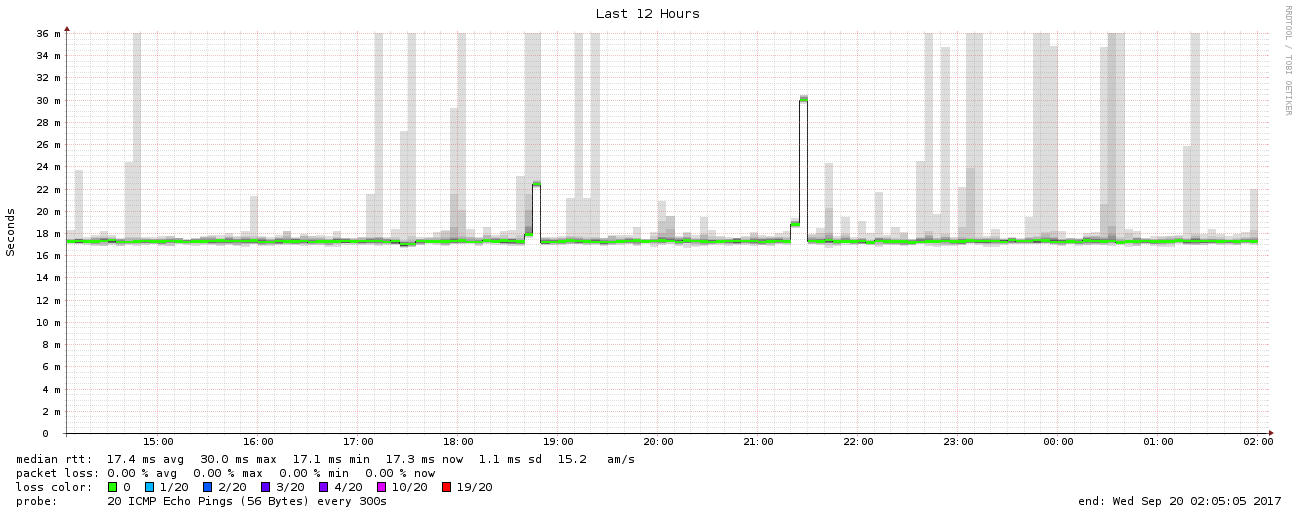 Last 12 Hours
RRDTOOL / TOBI OETIKER
Seconds
36 m
34 m
32 m
30 m
28 m
26 m
24 m
22 m
20 m
18 m
16 m
14 m
12 m
10 m
8 m
6 m
4 m
2 m
0
15:00 16:00 17:00 18:00 19:00 20:00 21:00 22:00 23:00 00:00 01:00 02:00
median rtt: 17.4 ms avg 30.0 ms max 17.1 ms min 17.3 ms now 1.1 ms sd 15.2 am/s
packet loss: 0.00 % avg 0.00 % max 0.00 % min 0.00 % now
loss color: 0 1/20 2/20 3/20 4/20 10/20 19/20
probe: 20 ICMP Echo Pings (56 Bytes) every 300s end: Wed Sep 20 02:05:05 2017